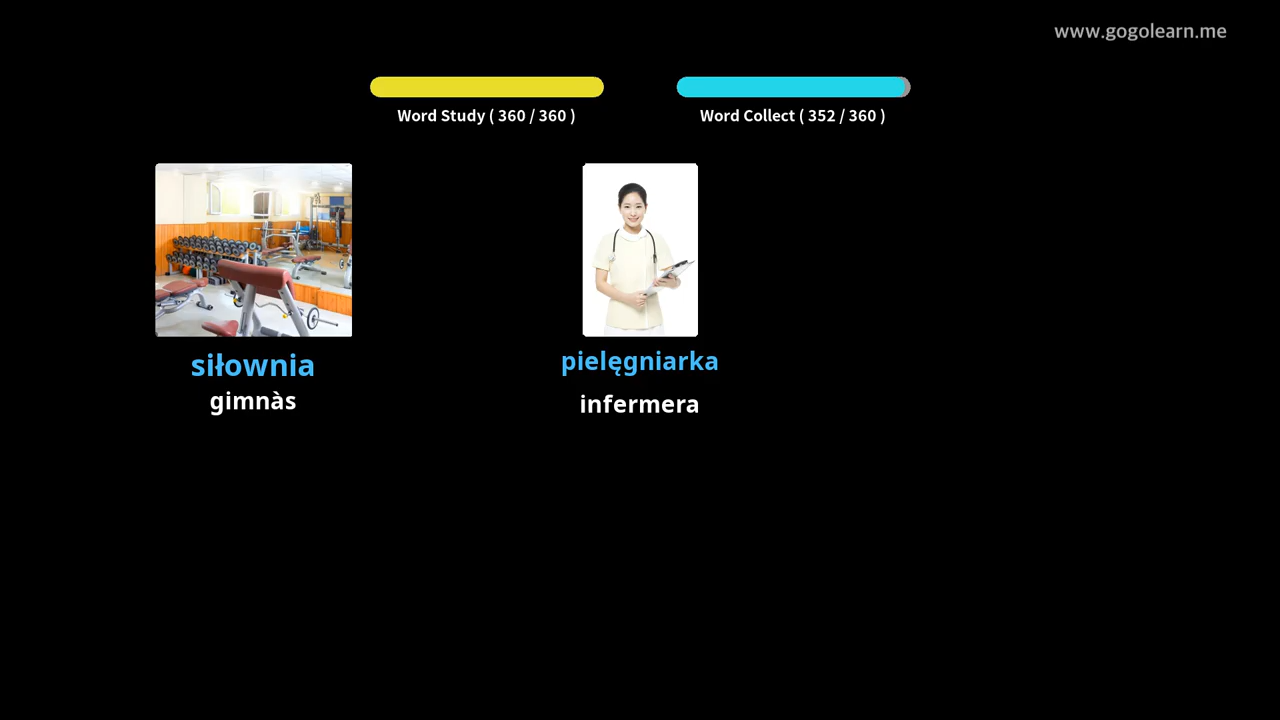 www.gogolearn.me
Word Study ( 360 / 360 )
Word Collect ( 352 / 360 )
siłownia
gimnàs
pielęgniarka
infermera